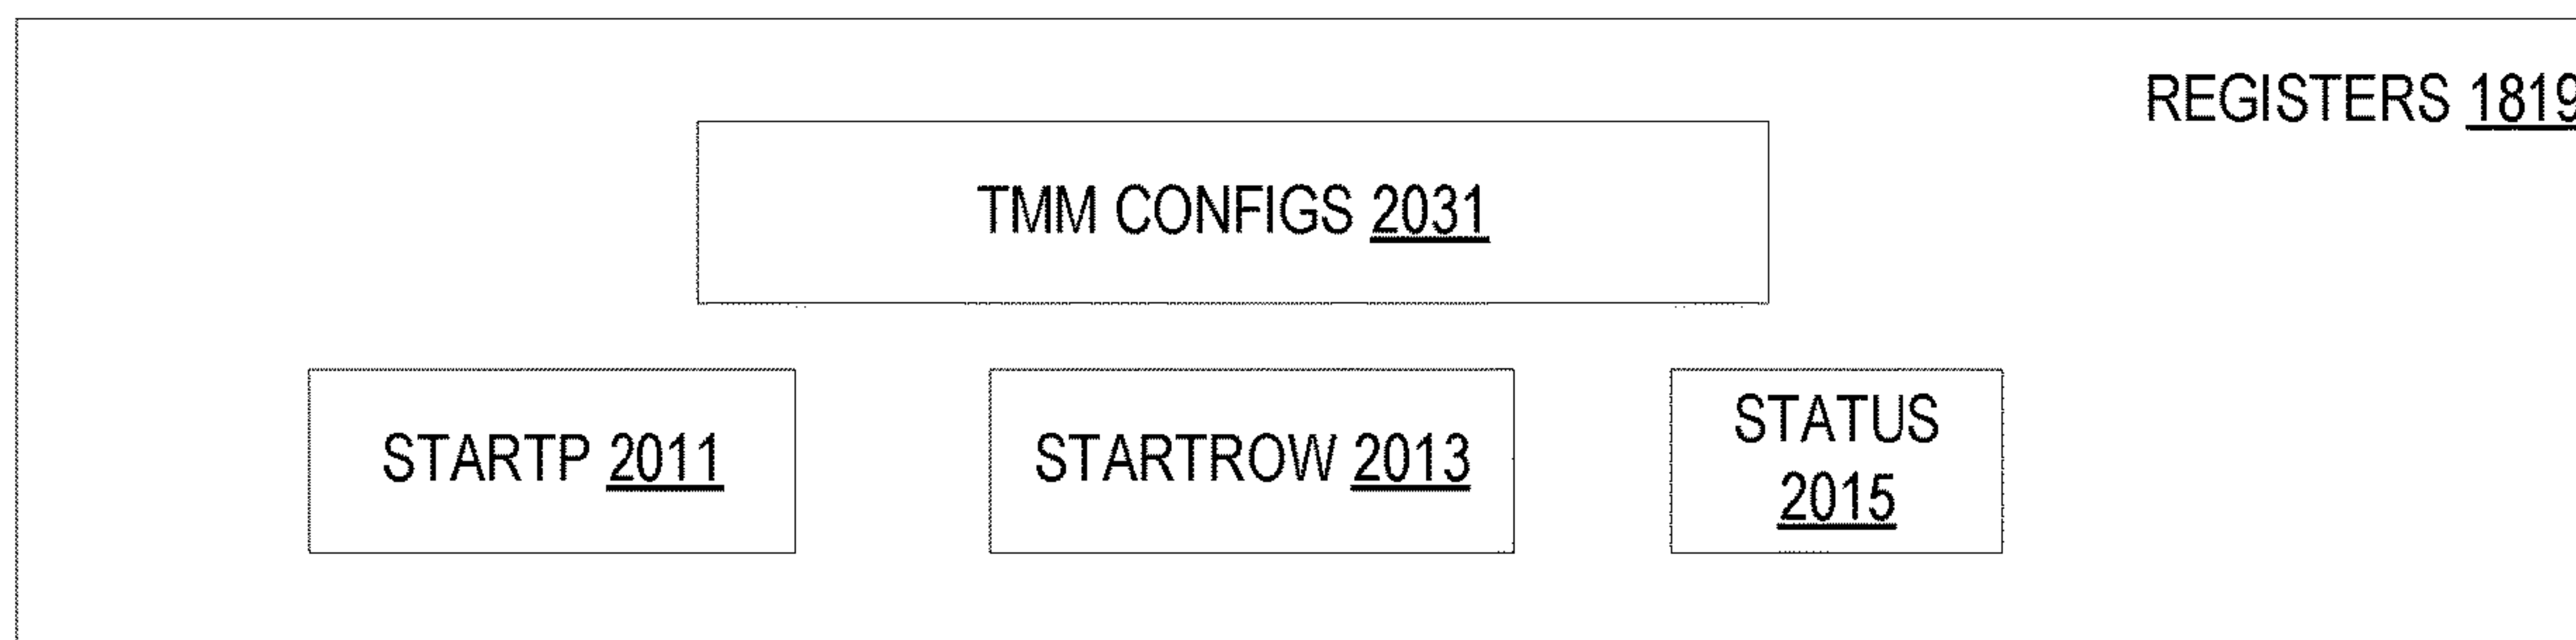 REGISTERS 1819
TMM CONFIGS 2031
STARTP 2011
STARTROW 2013
STATUS
2015